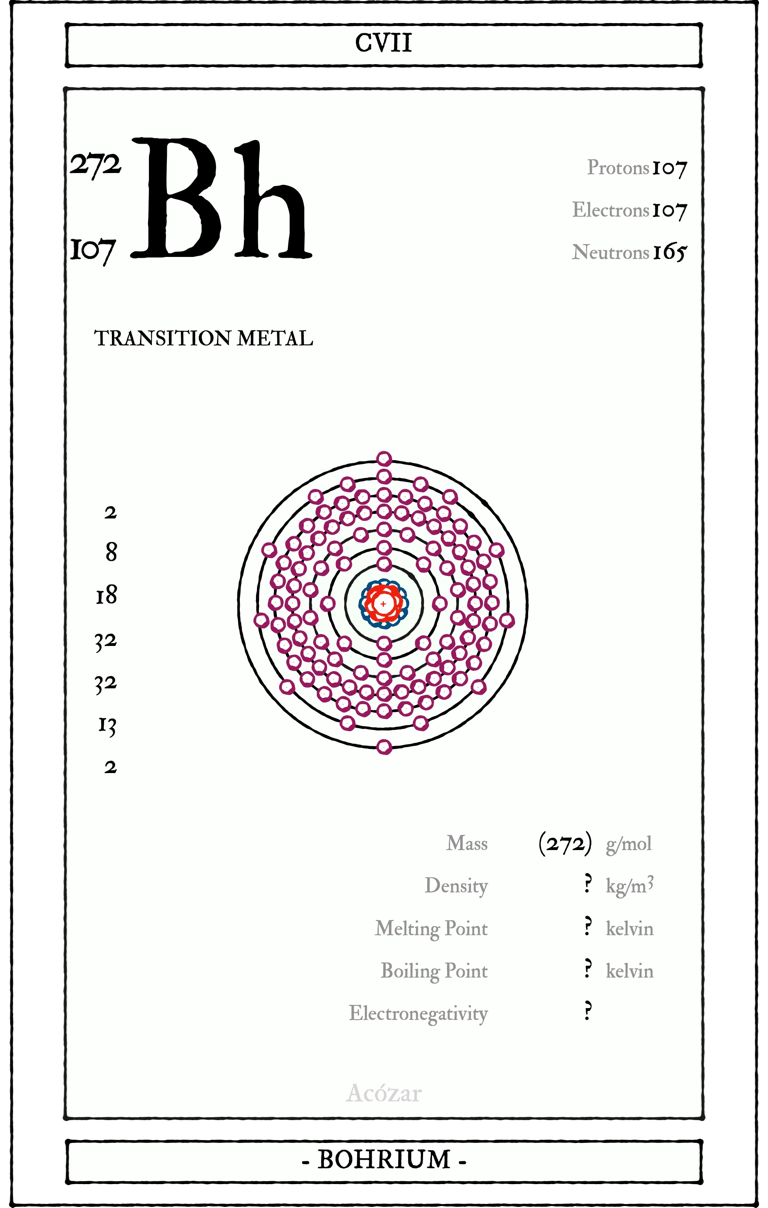 CVII
272
Bh
107
Protons 107
Electrons 107
Neutrons 165
TRANSITION METAL
2
8
18
32
32
13
2
+
Mass (272) g/mol
Density ? kg/m³
Melting Point ? kelvin
Boiling Point ? kelvin
Electronegativity ?
Acózar
- BOHRIUM -